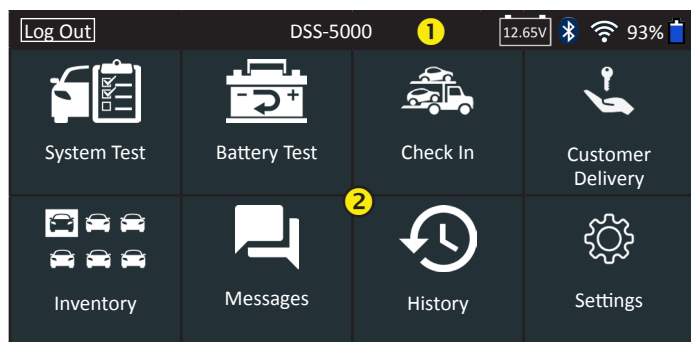 Log Out DSS-5000 1 12.65V 93%
System Test Battery Test Check In Customer
Delivery
2
Inventory Messages History Settings